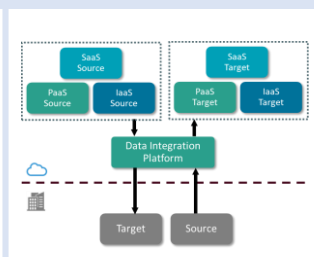 SaaS
Source
PaaS
Source
IaaS
Source
SaaS
Target
PaaS
Target
IaaS
Target
Data Integration
Platform
Target
Source